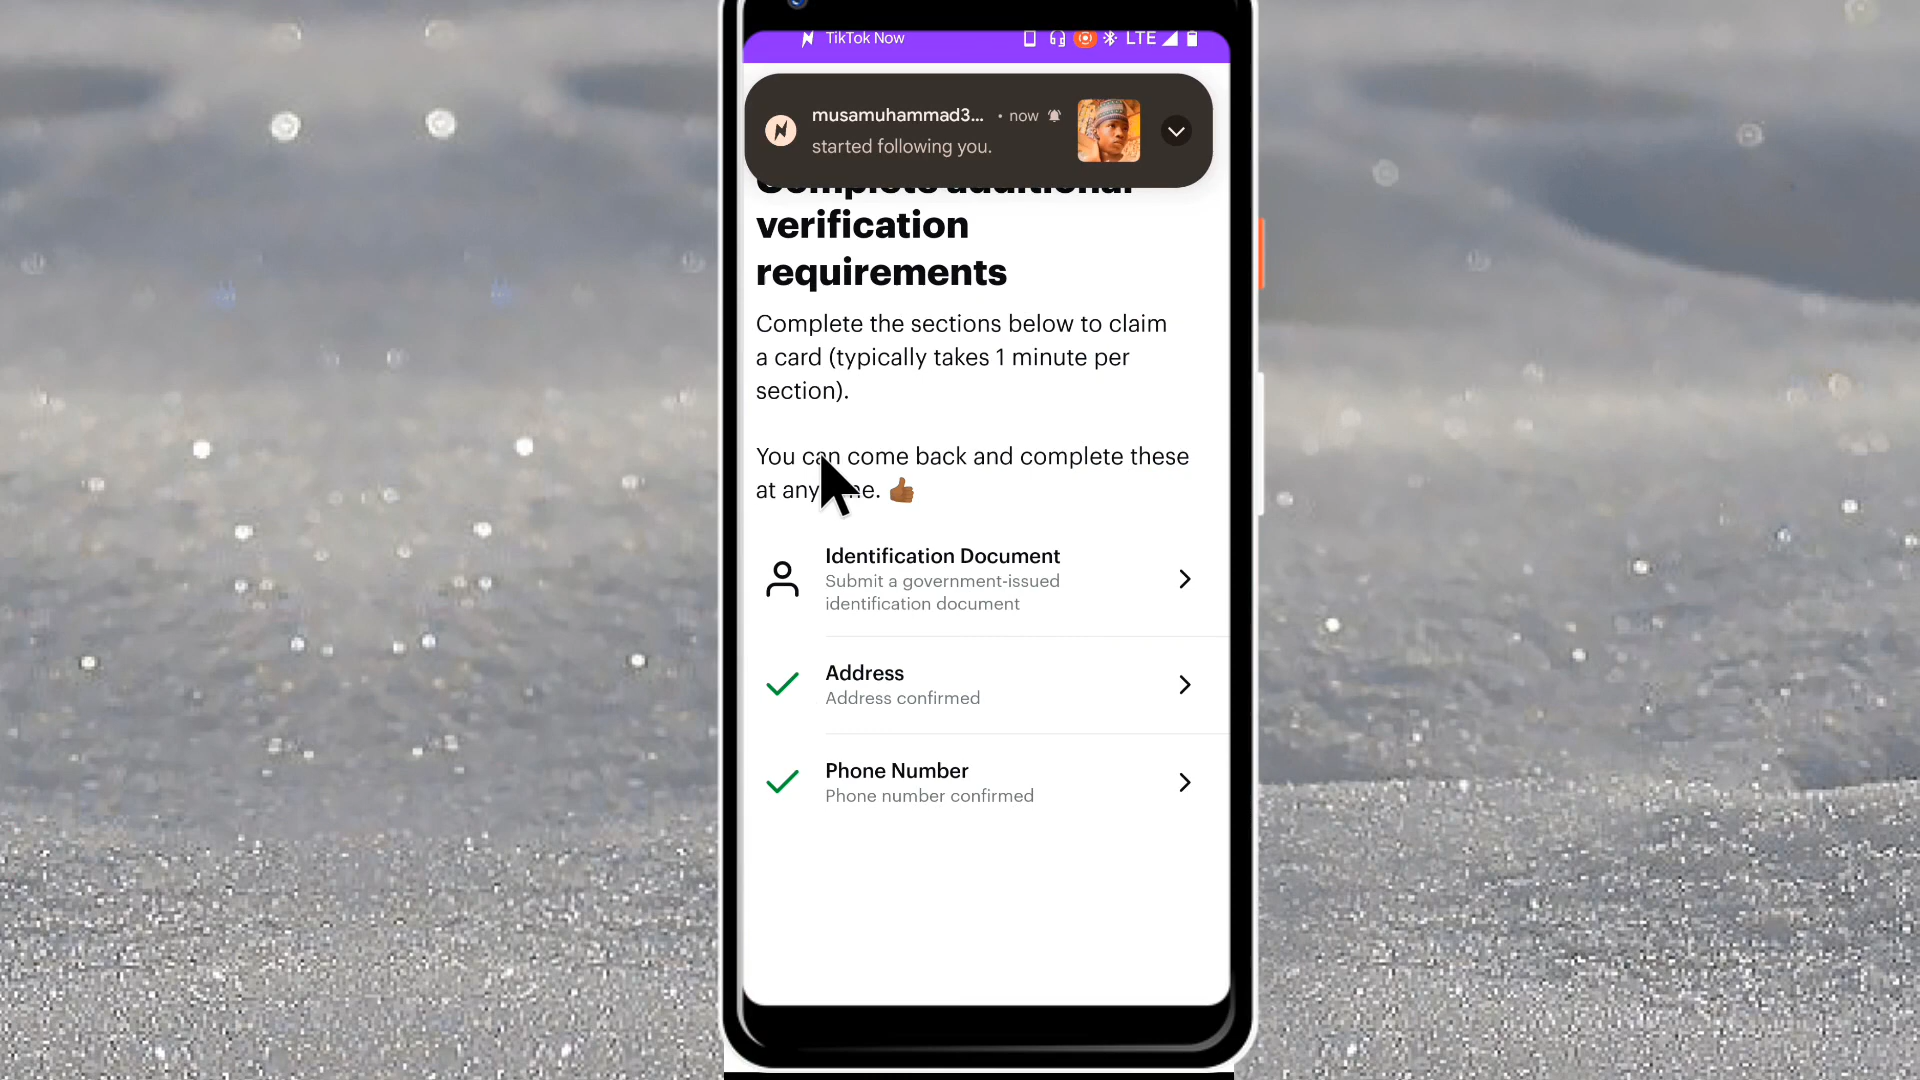 TikTok Now
LTE
musamuhammad3... • now
started following you.
Complete additional
verification
requirements
Complete the sections below to claim
a card (typically takes 1 minute per
section).
You can come back and complete these
at anytime. 👍🏾
Identification Document
Submit a government-issued
identification document
Address
Address confirmed
Phone Number
Phone number confirmed